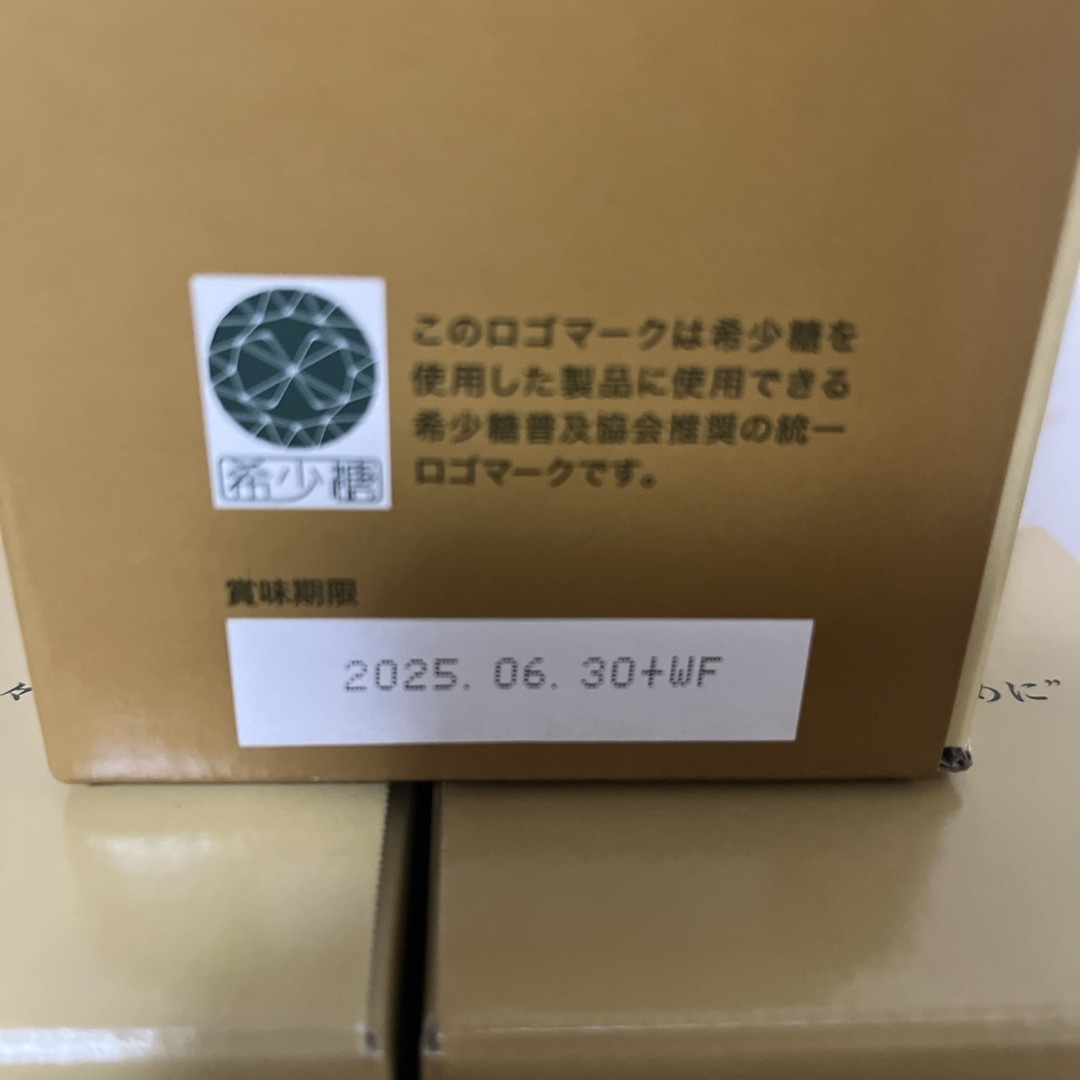 このロゴマークは希少糖を
使用した製品に使用できる
希少糖普及協会推奨の統一
ロゴマークです。
希少糖
賞味期限
2025.06.30+WF
々
めに”